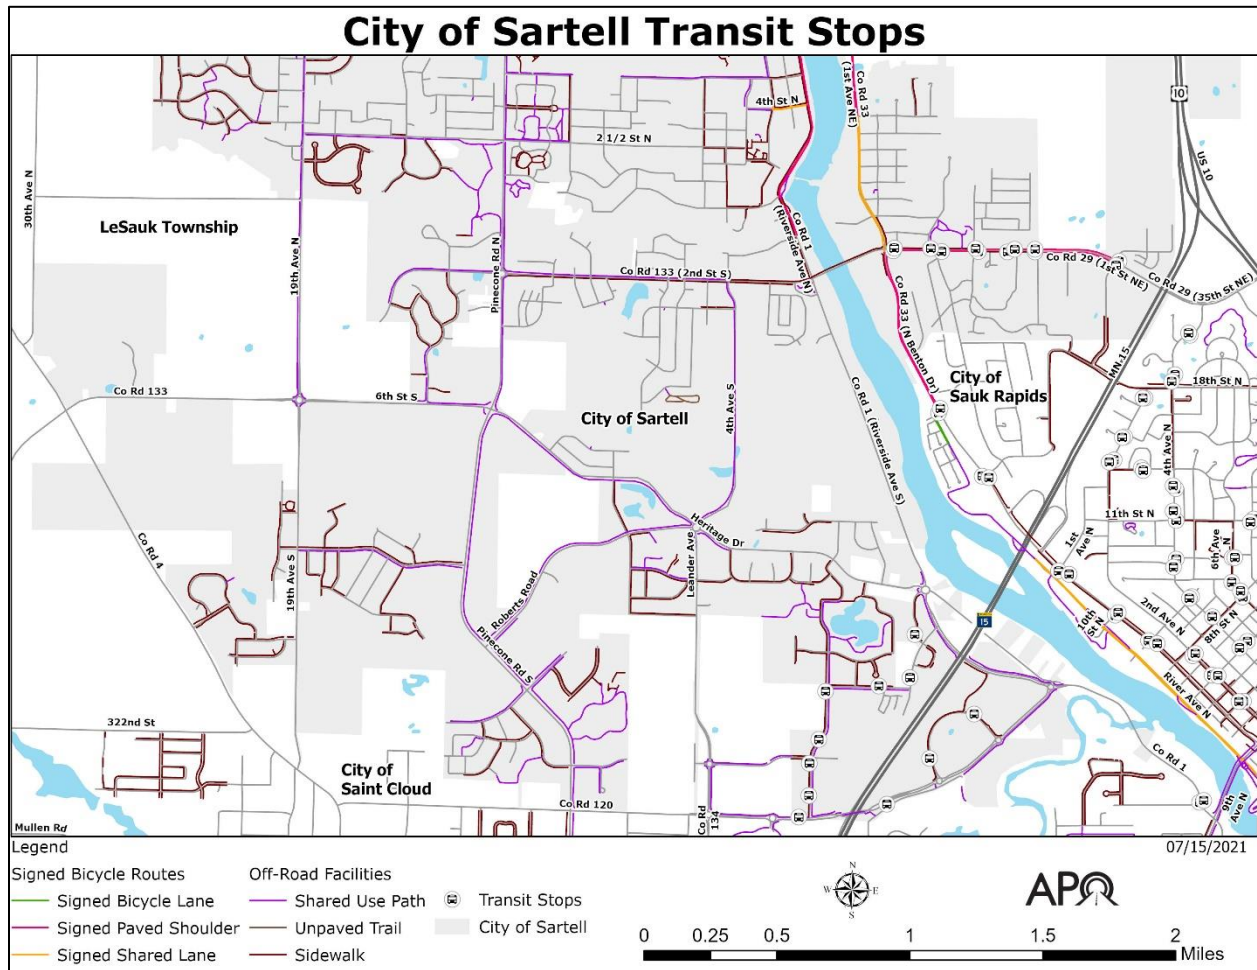 City of Sartell Transit Stops
Co Rd 33
(1st Ave NE)
4th St N
10
2 1/2 St N
US 10
30th Ave N
LeSauk Township
19th Ave N
Pinecone Rd N
Co Rd 1
(Riverside Ave N)
Co Rd 133 (2nd St S)
Co Rd 29 (1st St NE)
Co Rd 29 (35th St NE)
Co Rd 33 (N Benton Dr)
MN-15
City of
Sauk Rapids
18th St N
Co Rd 133
6th St S
City of Sartell
4th Ave S
Co Rd 1 (Riverside Ave S)
4th Ave N
11th St N
1st
Ave N
6th Ave
N
Heritage Dr
Co Rd 4
19th Ave S
Leander Ave
Roberts Road
Pinecone Rd S
15
10th
St N
2nd Ave N
8th St N
River Ave N
322nd St
City of
Saint Cloud
Co Rd 120
Co Rd
134
Co Rd 1
9th
Ave N
Mullen Rd
Legend
07/15/2021
Signed Bicycle Routes
Off-Road Facilities
Signed Bicycle Lane
Shared Use Path
Transit Stops
Signed Paved Shoulder
Unpaved Trail
City of Sartell
Signed Shared Lane
Sidewalk
N
W
E
S
APO
0
0.25
0.5
1
1.5
2
Miles